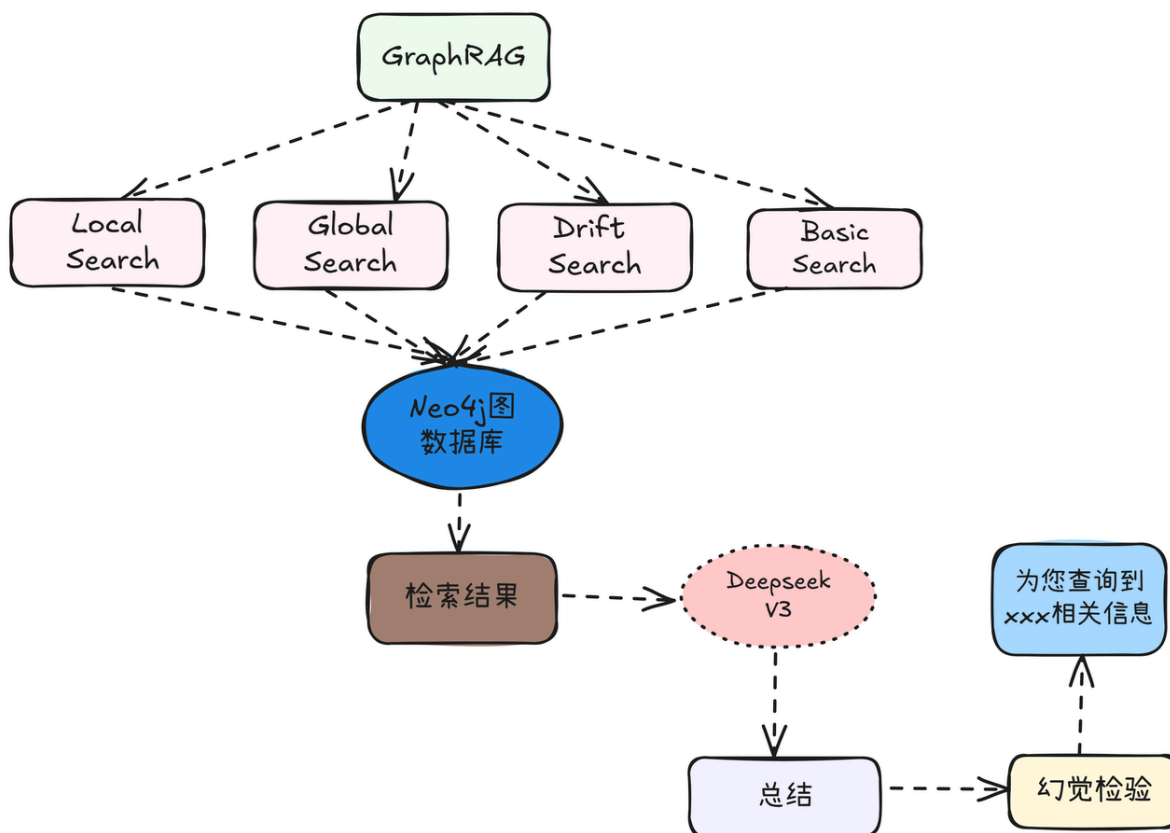 GraphRAG
Local
Search
Global
Search
Drift
Search
Basic
Search
Neo4j图
数据库
检索结果
Deepseek
V3
为您查询到
xxx相关信息
总结
幻觉检验